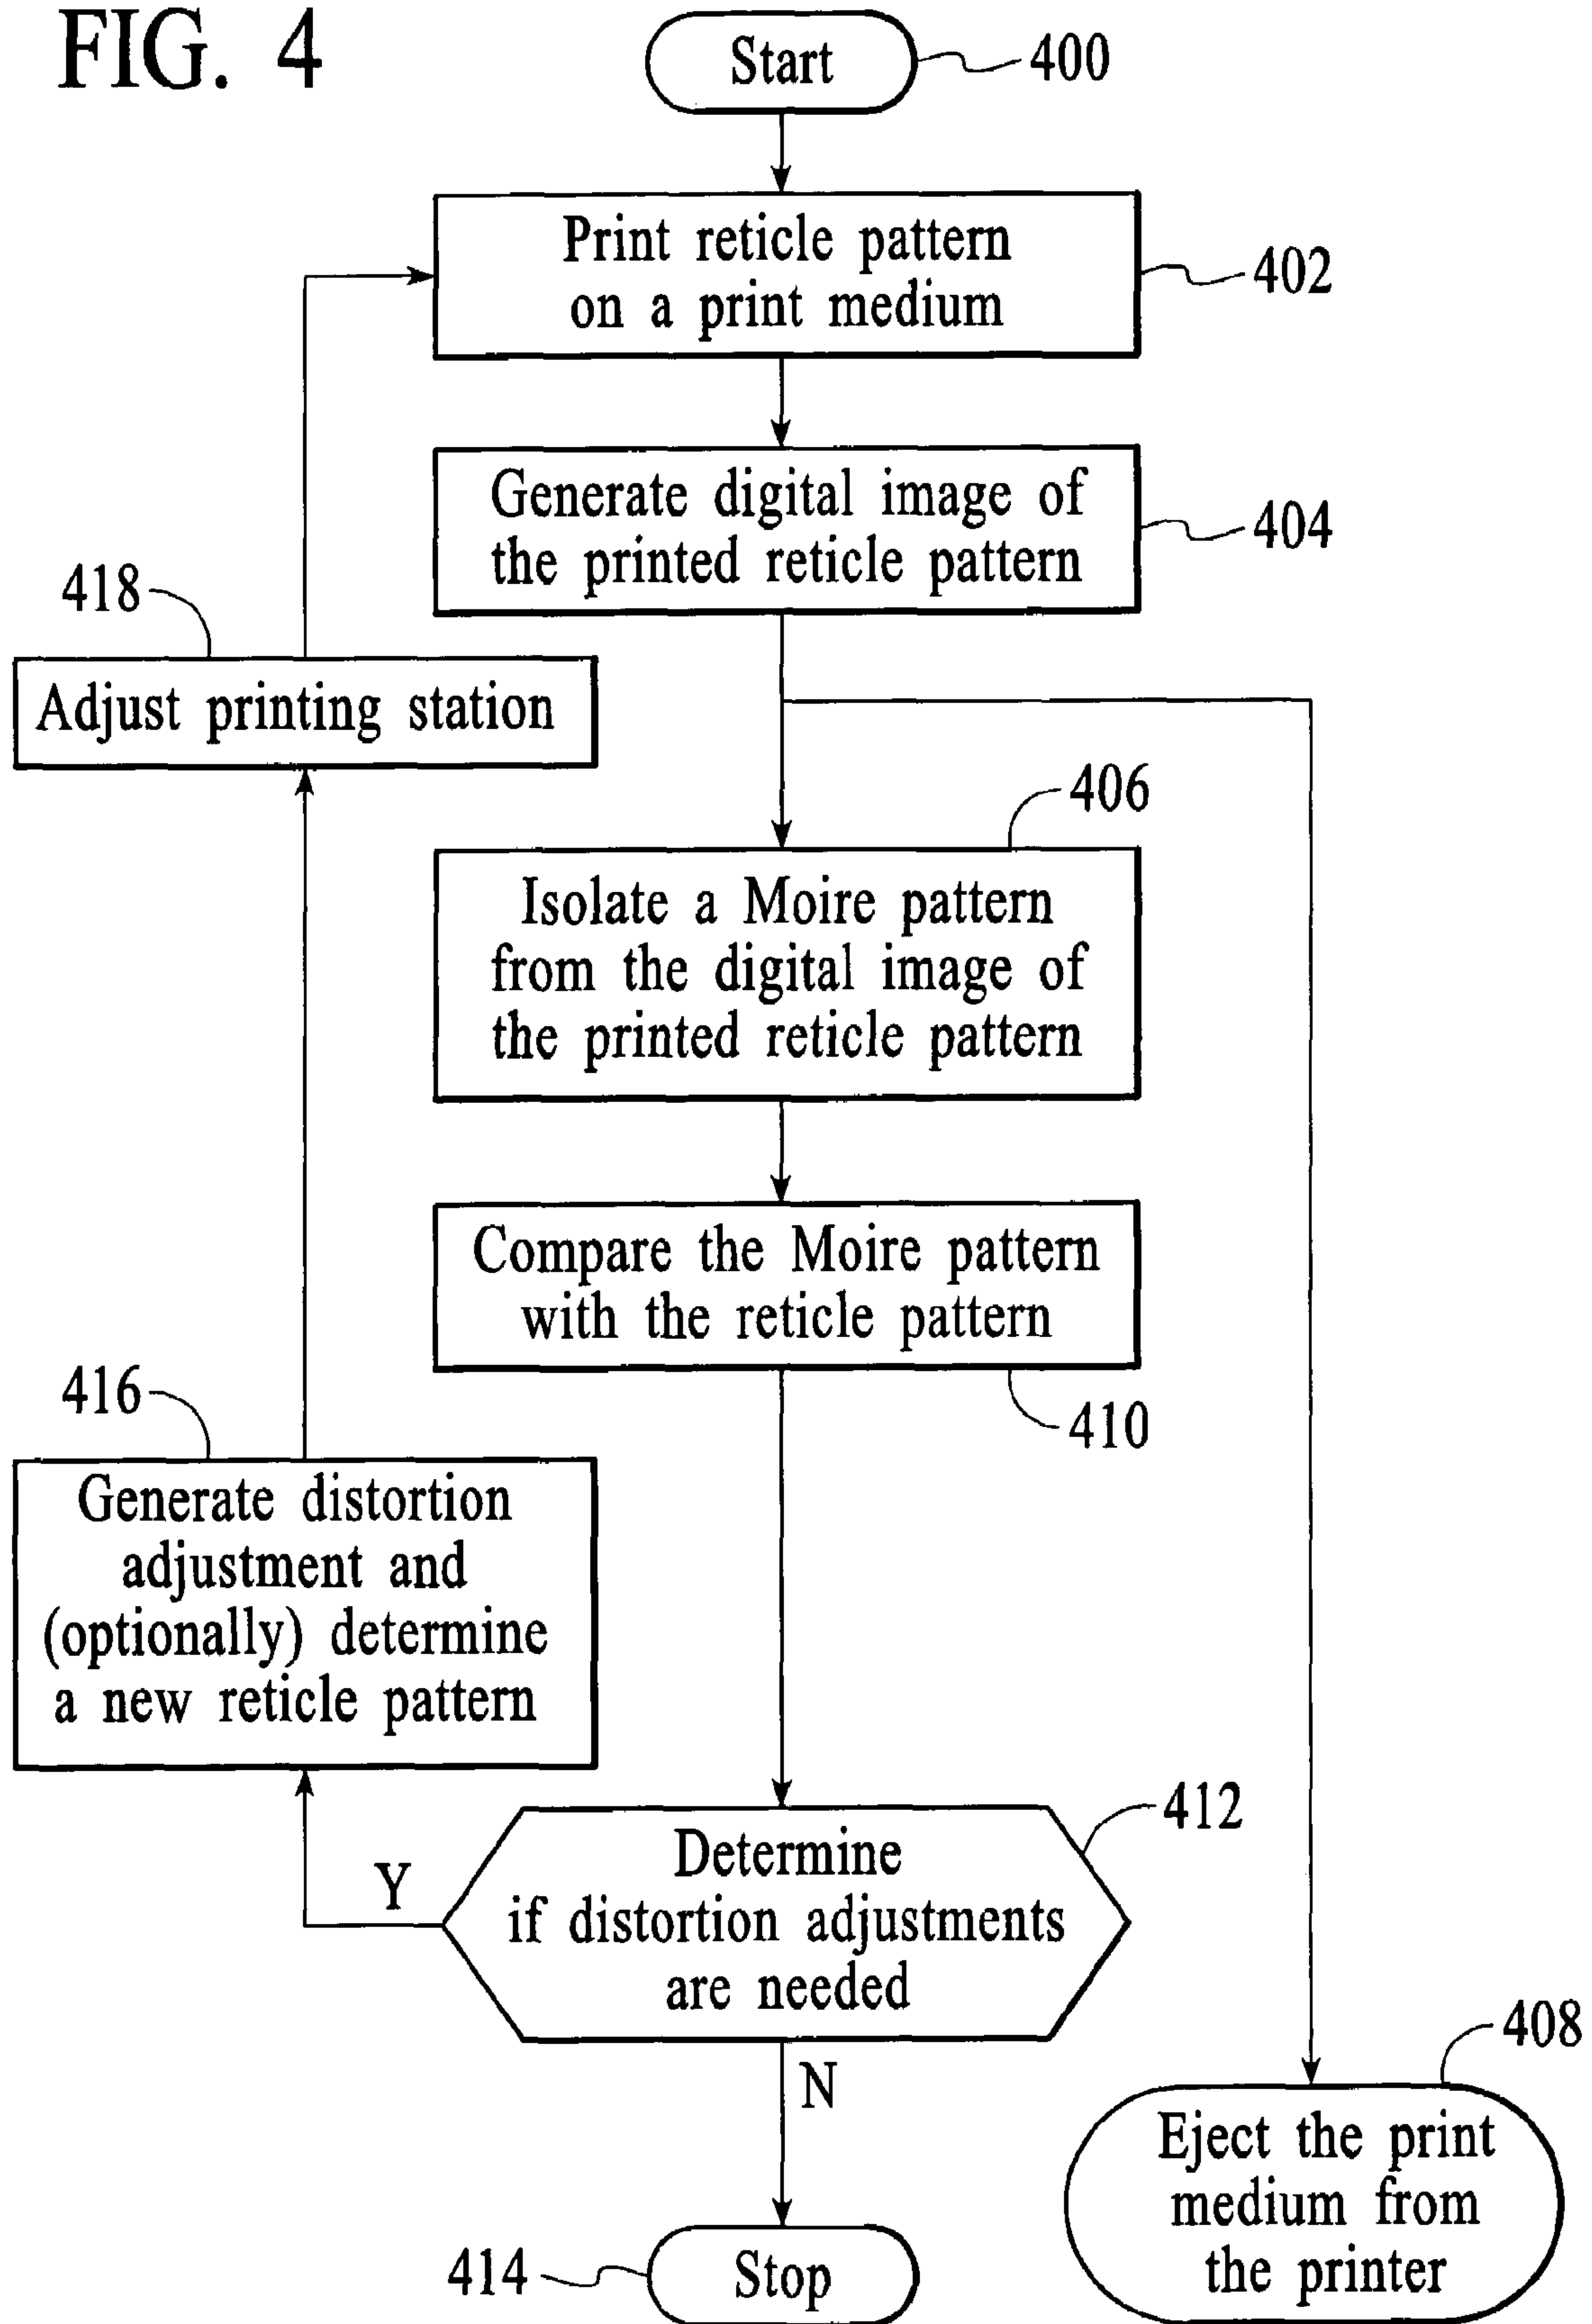 FIG. 4
Start
400
Print reticle pattern
on a print medium
402
Generate digital image of
the printed reticle pattern
404
418
Adjust printing station
406
Isolate a Moire pattern
from the digital image of
the printed reticle pattern
Compare the Moire pattern
with the reticle pattern
410
416
Generate distortion
adjustment and
(optionally) determine
a new reticle pattern
412
Determine
if distortion adjustments
are needed
Y
N
408
Eject the print
medium from
the printer
414
Stop